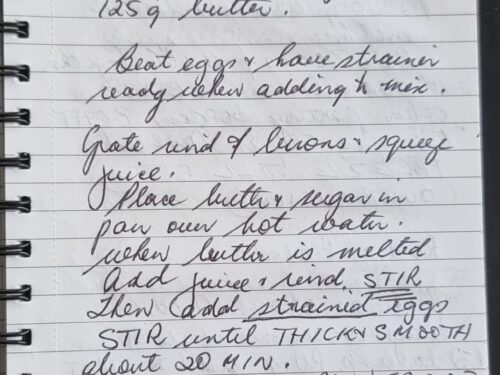 125g butter.
Beat eggs & have strainer
ready when adding to mix.
Grate rind of lemons & squeeze
juice.
Place butter & sugar in
pan over hot water.
when butter is melted
Add juice & rind. STIR
Then add strained eggs
STIR until THICK & SMOOTH
about 20 MIN.